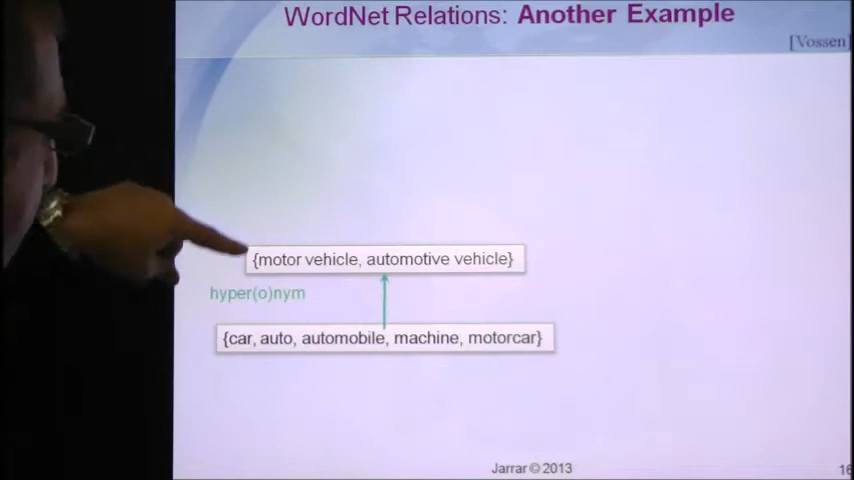 WordNet Relations: Another Example
[Vossen]
{motor vehicle, automotive vehicle}
hyper(o)nym
{car, auto, automobile, machine, motorcar}
Jarrar © 2013
16